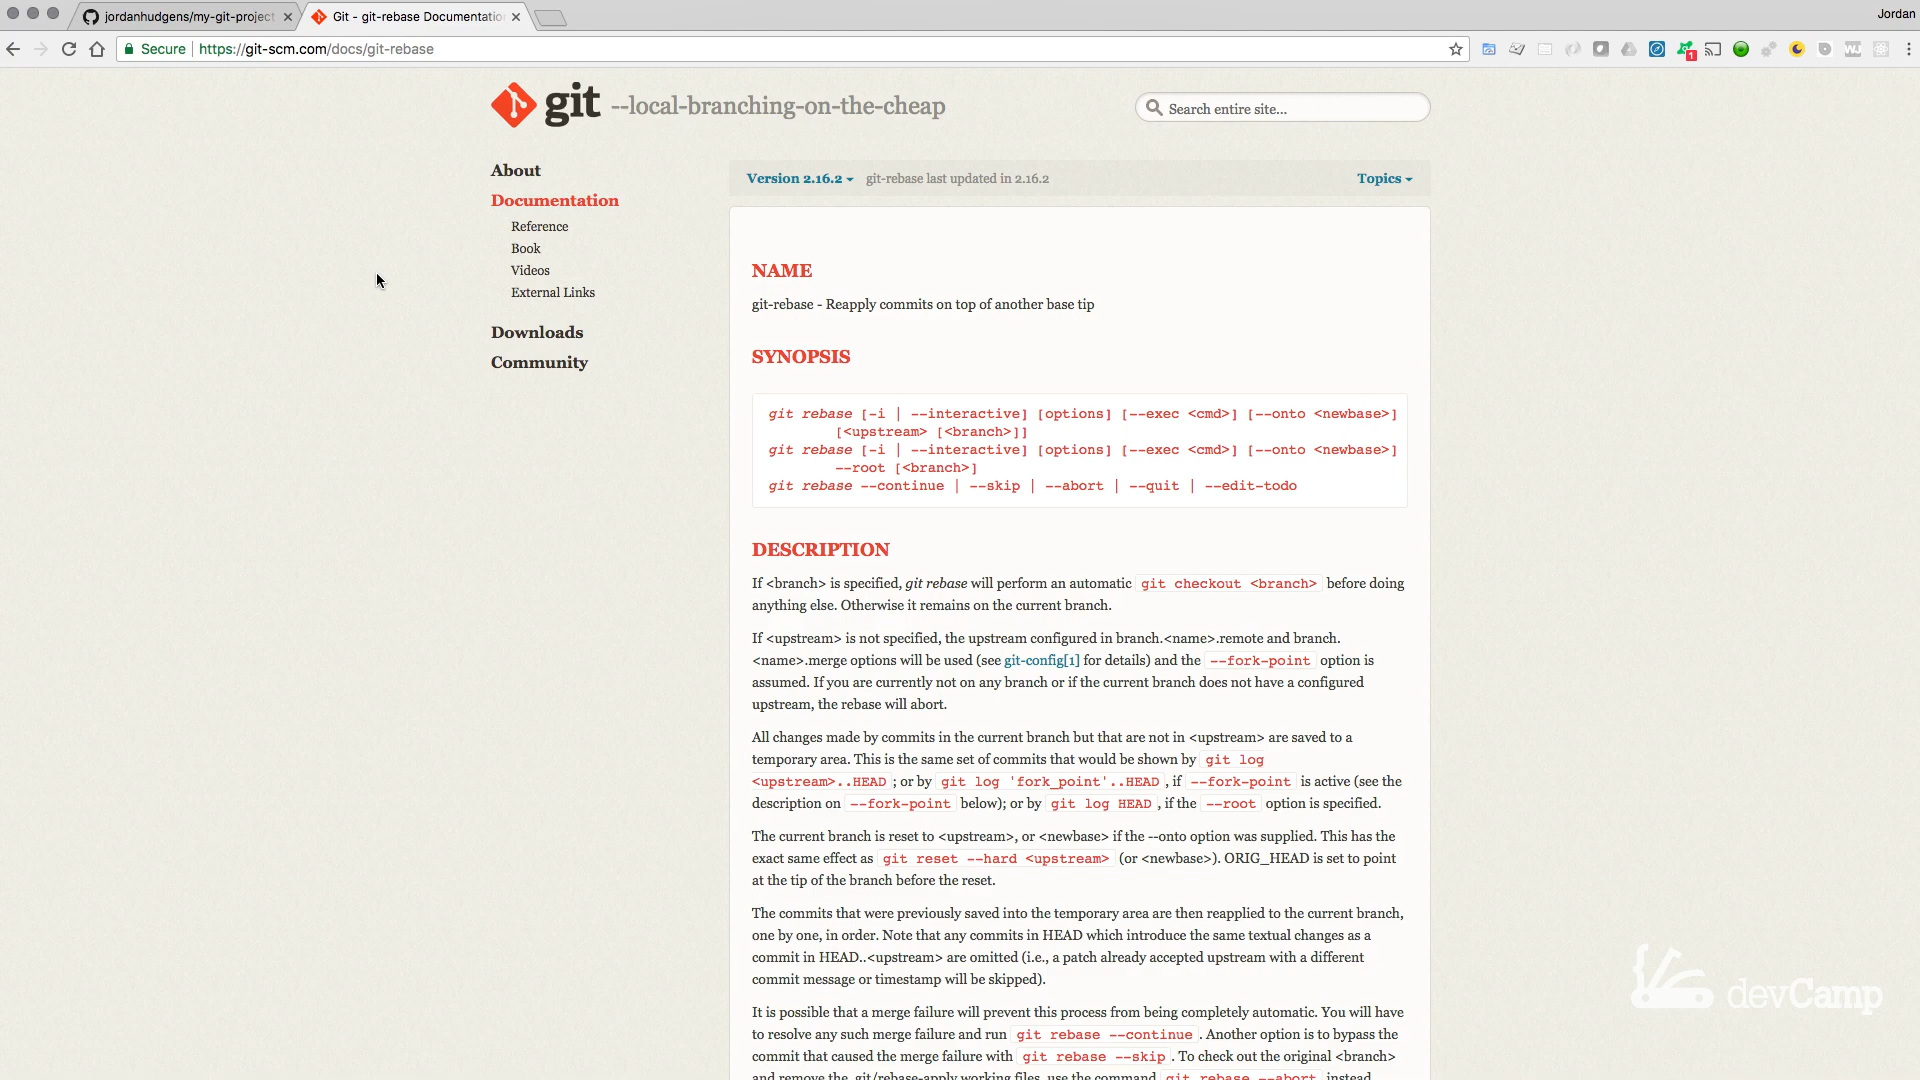 jordanhudgens/my-git-project
Git - git-rebase Documentatio
Jordan
Secure
https://git-scm.com/docs/git-rebase
1
git --local-branching-on-the-cheap
Search entire site...
About
Documentation
Reference
Book
Videos
External Links
Downloads
Community
Version 2.16.2 git-rebase last updated in 2.16.2 Topics
NAME
git-rebase - Reapply commits on top of another base tip
SYNOPSIS
git rebase [-i | --interactive] [options] [--exec <cmd>] [--onto <newbase>]
[<upstream> [<branch>]]
git rebase [-i | --interactive] [options] [--exec <cmd>] [--onto <newbase>]
--root [<branch>]
git rebase --continue | --skip | --abort | --quit | --edit-todo
DESCRIPTION
If <branch> is specified, git rebase will perform an automatic git checkout <branch> before doing
anything else. Otherwise it remains on the current branch.
If <upstream> is not specified, the upstream configured in branch.<name>.remote and branch.
<name>.merge options will be used (see git-config[1] for details) and the --fork-point option is
assumed. If you are currently not on any branch or if the current branch does not have a configured
upstream, the rebase will abort.
All changes made by commits in the current branch but that are not in <upstream> are saved to a
temporary area. This is the same set of commits that would be shown by git log
<upstream>..HEAD ; or by git log 'fork_point'..HEAD , if --fork-point is active (see the
description on --fork-point below); or by git log HEAD , if the --root option is specified.
The current branch is reset to <upstream>, or <newbase> if the --onto option was supplied. This has the
exact same effect as git reset --hard <upstream> (or <newbase>). ORIG_HEAD is set to point
at the tip of the branch before the reset.
The commits that were previously saved into the temporary area are then reapplied to the current branch,
one by one, in order. Note that any commits in HEAD which introduce the same textual changes as a
commit in HEAD..<upstream> are omitted (i.e., a patch already accepted upstream with a different
commit message or timestamp will be skipped).
It is possible that a merge failure will prevent this process from being completely automatic. You will have
to resolve any such merge failure and run git rebase --continue . Another option is to bypass the
commit that caused the merge failure with git rebase --skip . To check out the original <branch>
and remove the .git/rebase-apply working files, use the command git rebase --abort instead.
devCamp